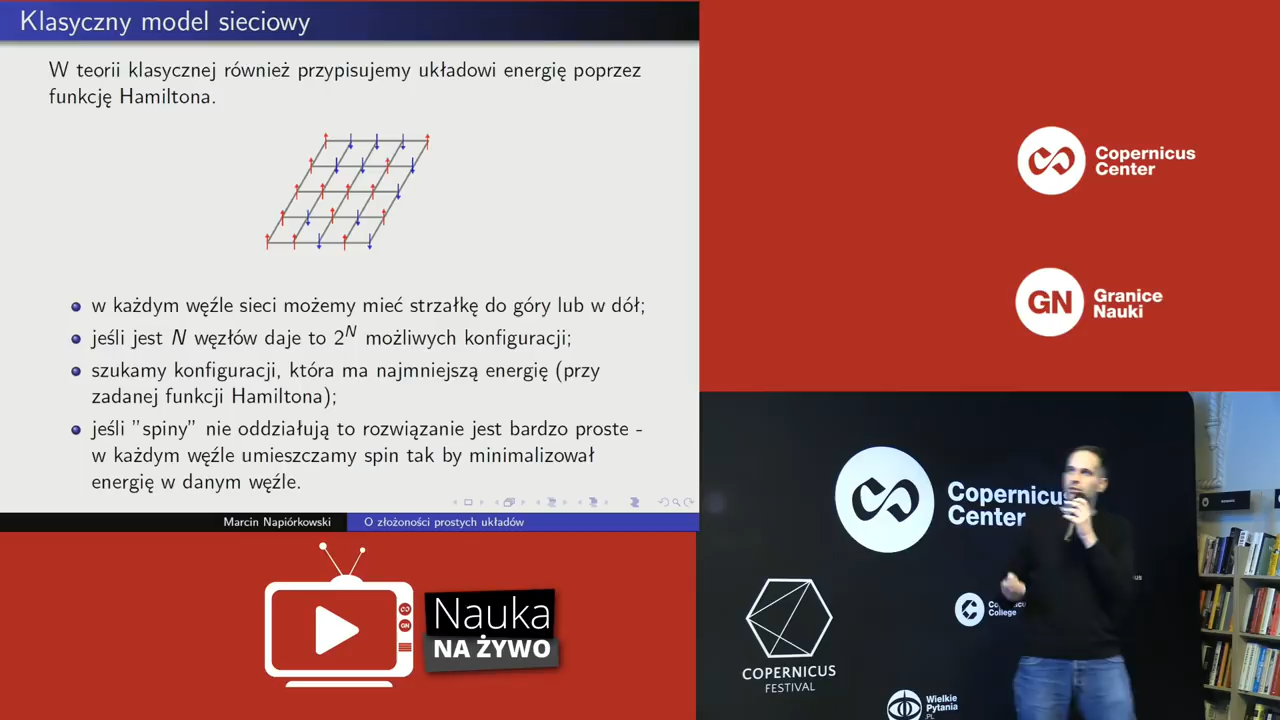 Klasyczny model sieciowy
W teorii klasycznej również przypisujemy układowi energię poprzez
funkcję Hamiltona.
w każdym węźle sieci możemy mieć strzałkę do góry lub w dół;
jeśli jest N węzłów daje to 2^N możliwych konfiguracji;
szukamy konfiguracji, która ma najmniejszą energię (przy
zadanej funkcji Hamiltona);
jeśli "spiny" nie oddziałują to rozwiązanie jest bardzo proste -
w każdym węźle umieszczamy spin tak by minimalizował
energię w danym węźle.
Marcin Napiórkowski
O złożoności prostych układów
Nauka
NA ŻYWO
Copernicus
Center
GN
Granice
Nauki
Copernicus
Center
College
COPERNICUS
FESTIVAL
Wielkie
Pytania
.PL